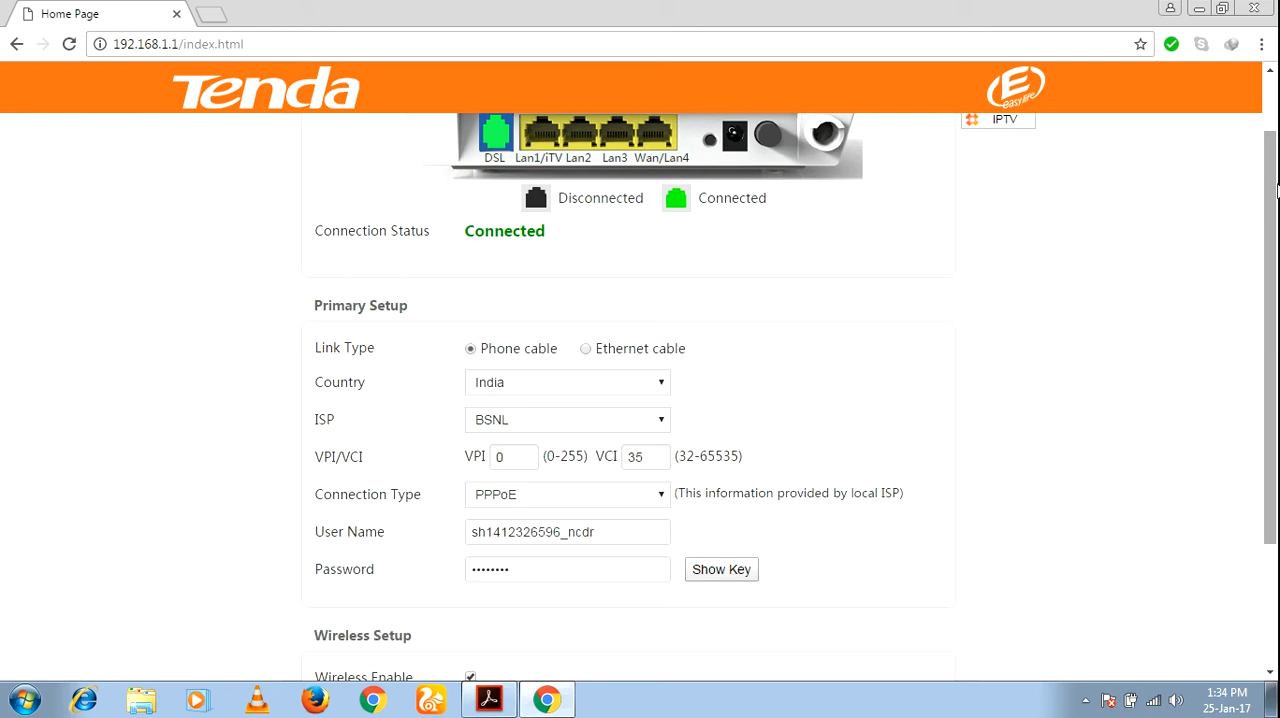 Home Page
192.168.1.1/index.html
Tenda
E
easy life
IPTV
DSL Lan1/iTV Lan2 Lan3 Wan/Lan4
Disconnected Connected
Connection Status Connected
Primary Setup
Link Type Phone cable Ethernet cable
Country India
ISP BSNL
VPI/VCI VPI 0 (0-255) VCI 35 (32-65535)
Connection Type PPPoE (This information provided by local ISP)
User Name sh1412326596_ncdr
Password •••••••• Show Key
Wireless Setup
Wireless Enable
1:34 PM
25-Jan-17